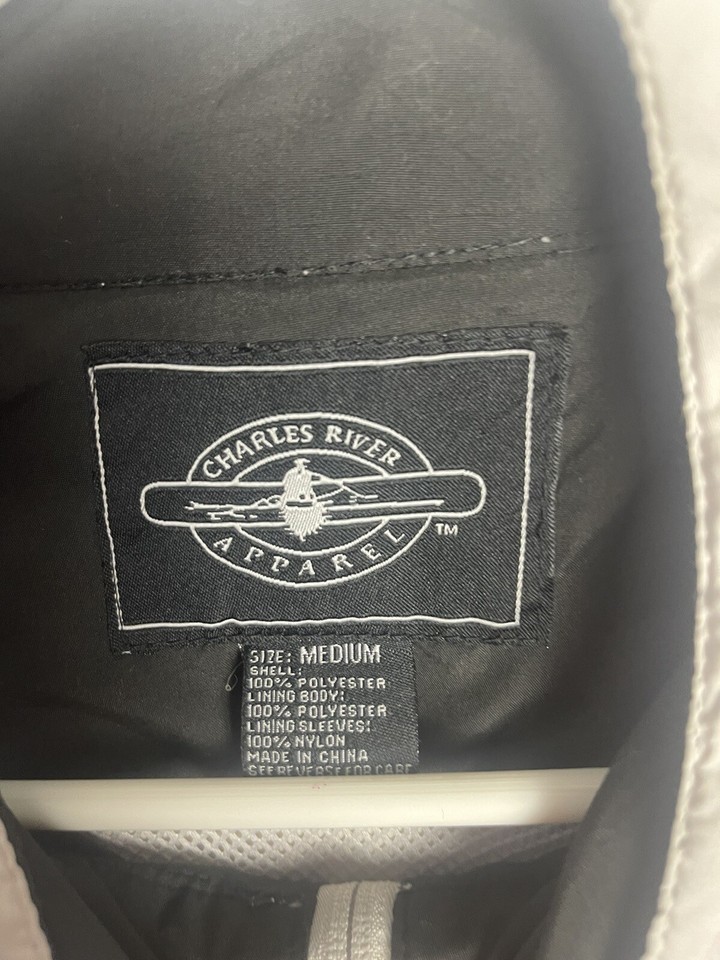 CHARLES RIVER
APPAREL
TM
SIZE: MEDIUM
SHELL:
100% POLYESTER
LINING BODY:
100% POLYESTER
LINING SLEEVES:
100% NYLON
MADE IN CHINA
SEE REVERSE FOR CARE